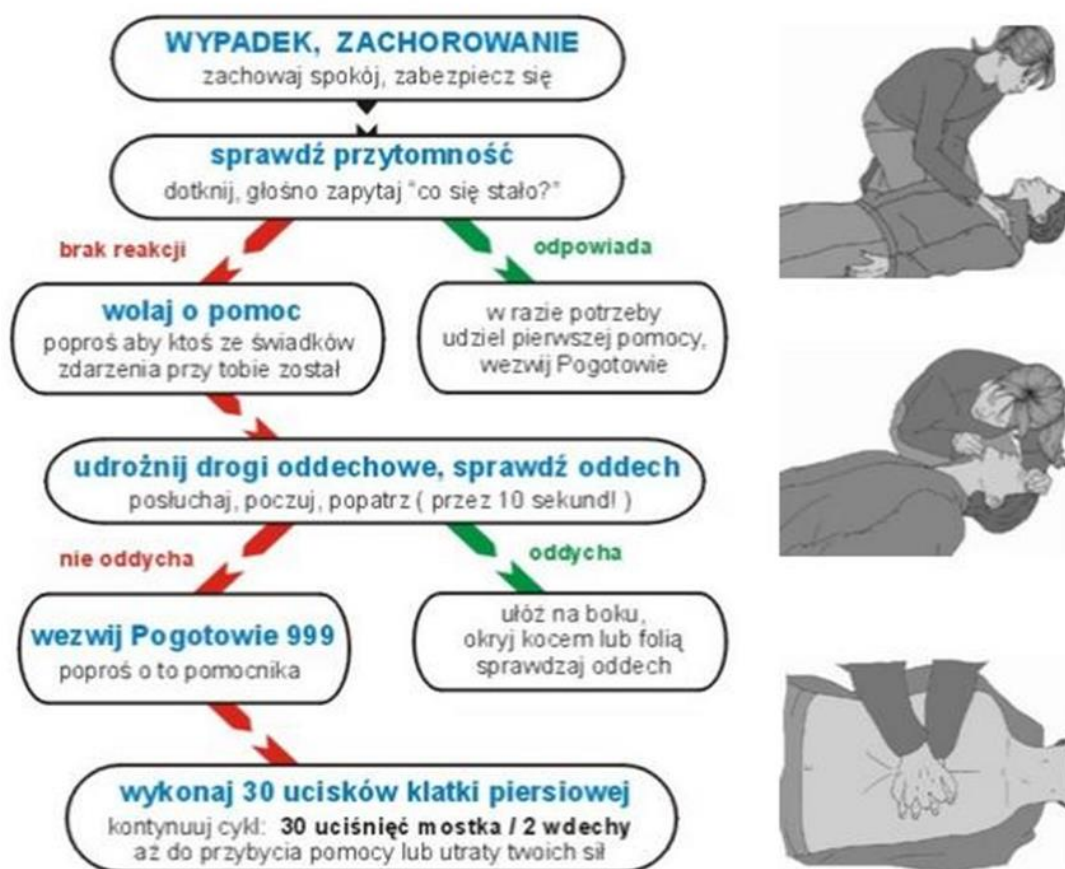 WYPADEK, ZACHOROWANIE
zachowaj spokój, zabezpiecz się
sprawdź przytomność
dotknij, głośno zapytaj "co się stało?"
brak reakcji
odpowiada
wolaj o pomoc
poproś aby ktoś ze świadków
zdarzenia przy tobie został
w razie potrzeby
udziel pierwszej pomocy,
wezwij Pogotowie
udrożnij drogi oddechowe, sprawdź oddech
posłuchaj, poczuj, popatrz ( przez 10 sekund! )
nie oddycha
oddycha
wezwij Pogotowie 999
poproś o to pomocnika
ułóż na boku,
okryj kocem lub folią
sprawdzaj oddech
wykonaj 30 ucisków klatki piersiowej
kontynuuj cykl: 30 uciśnięć mostka / 2 wdechy
aż do przybycia pomocy lub utraty twoich sił